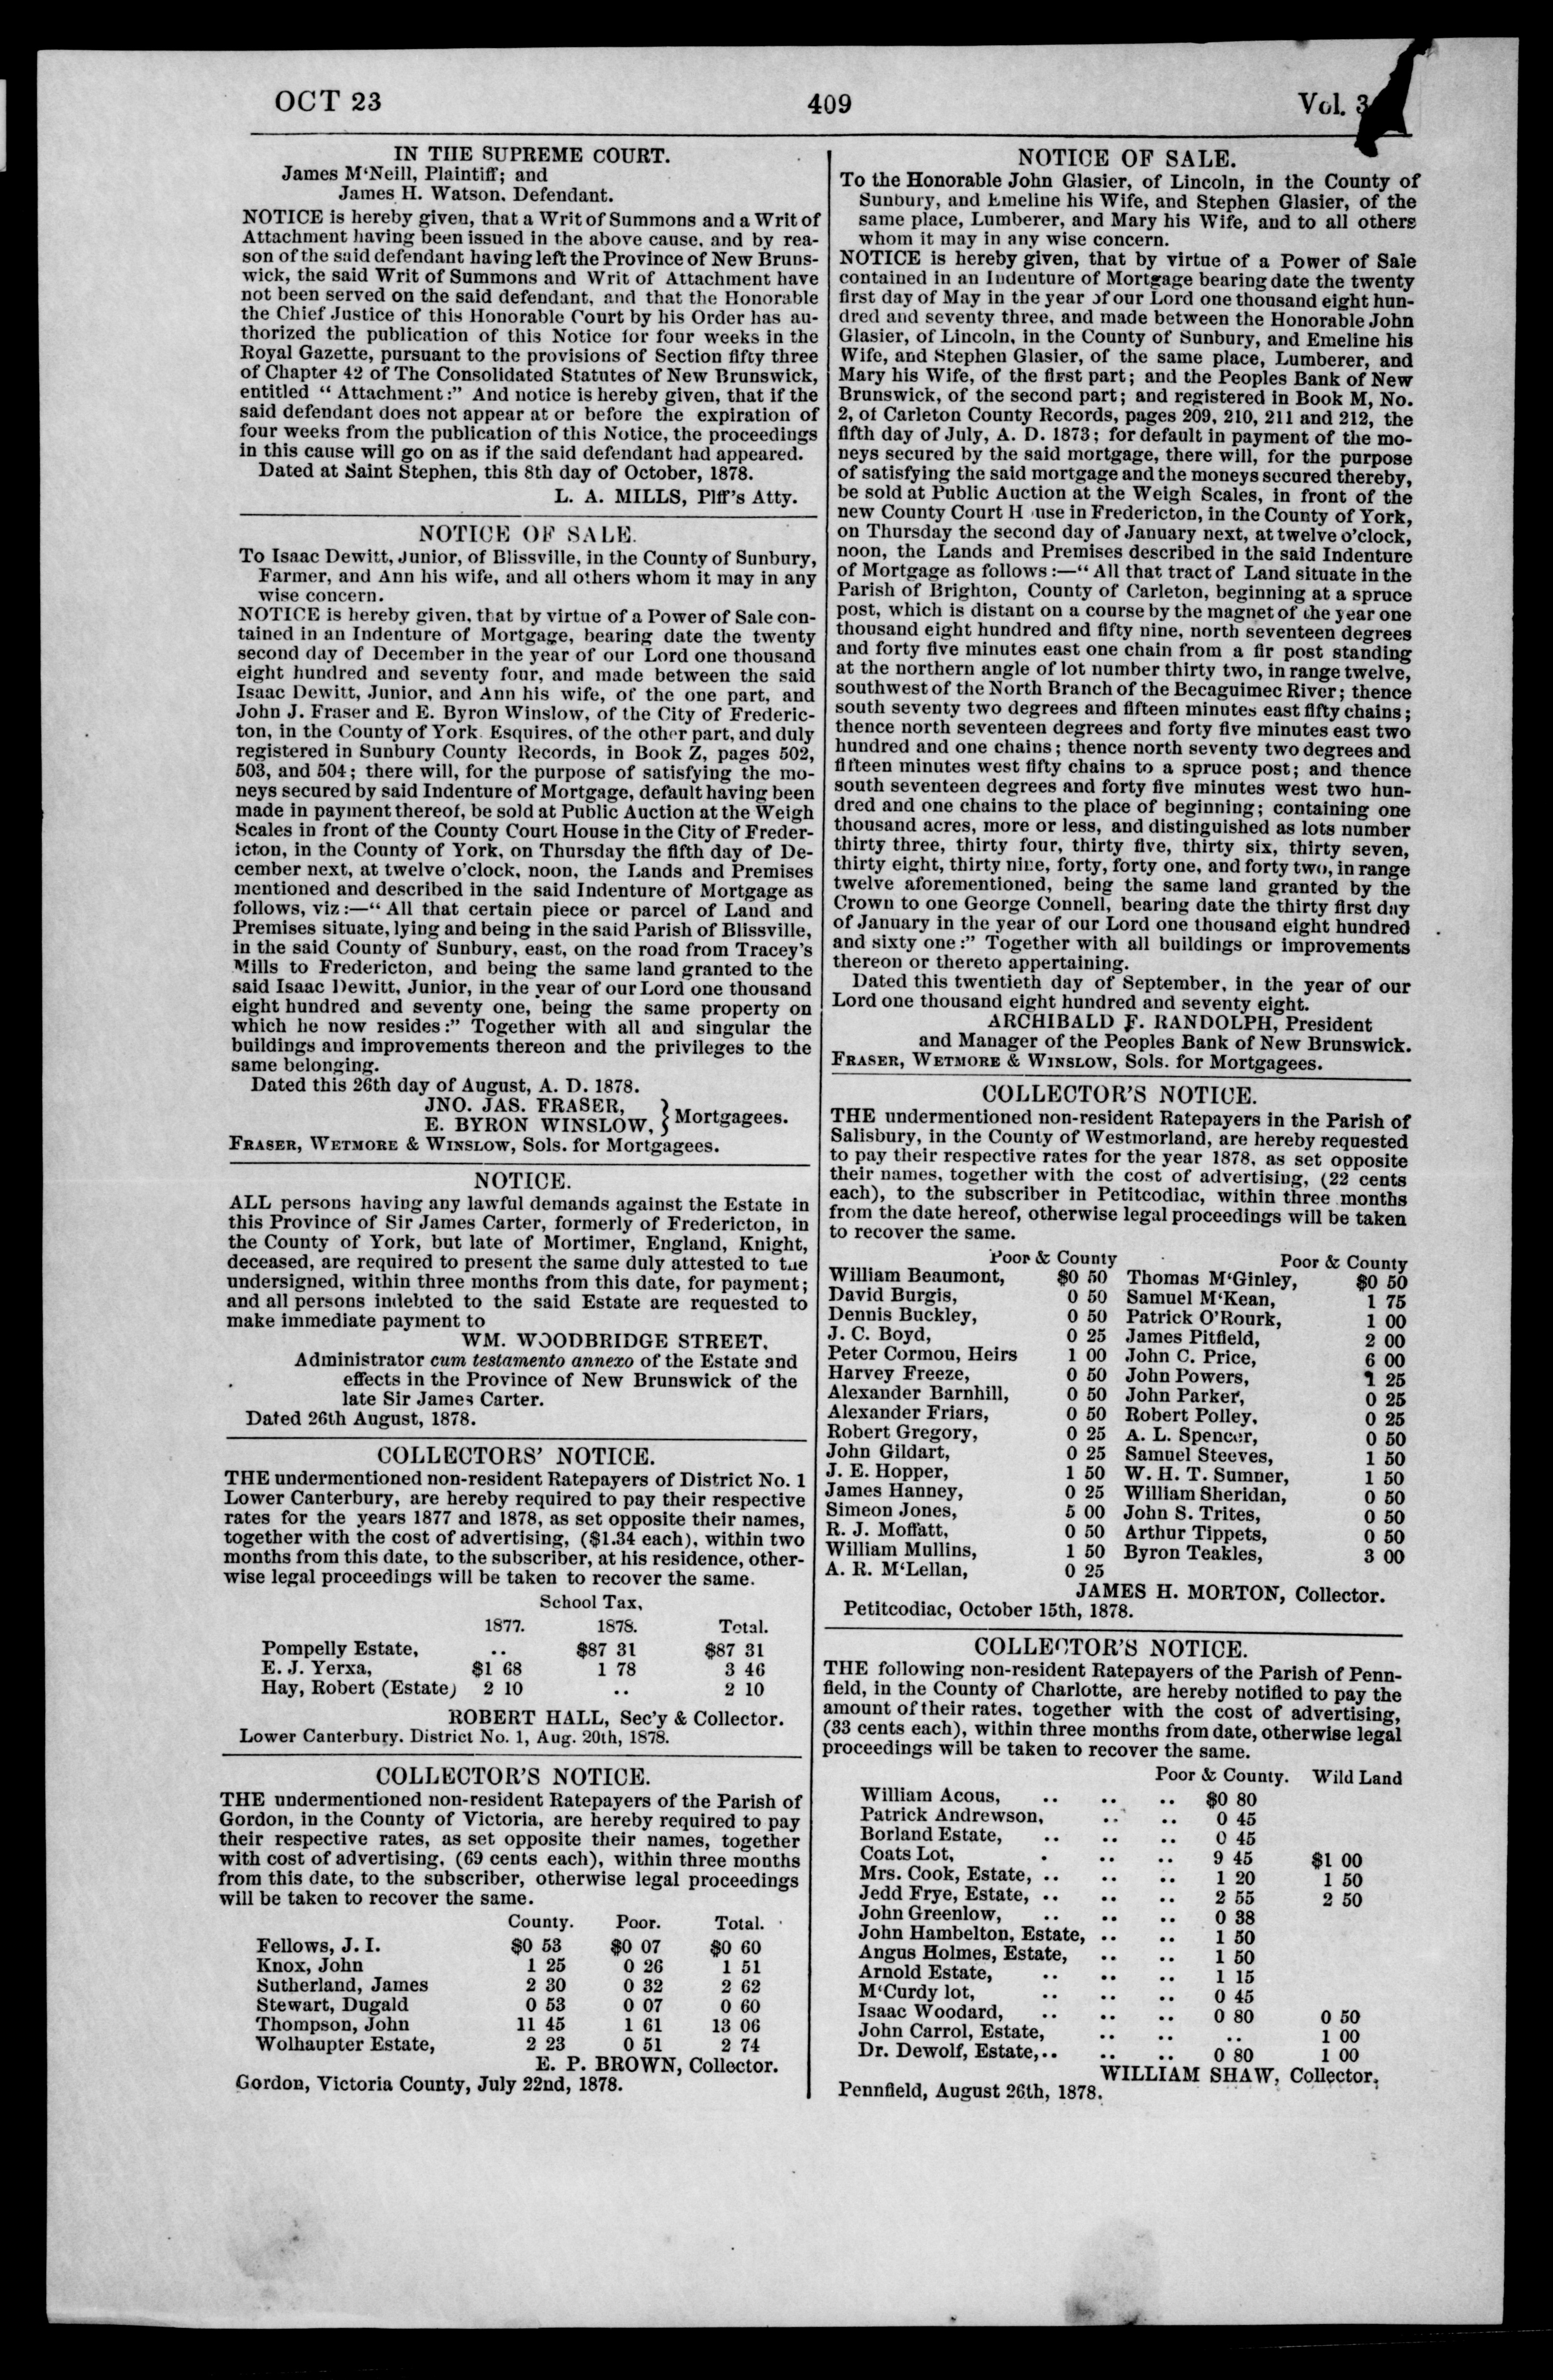 OCT 23 409 Vol. 3
IN THE SUPREME COURT.
James M‘Neill, Plaintiff; and
James H. Watson, Defendant.
NOTICE is hereby given, that a Writ of Summons and a Writ of
Attachment having been issued in the above cause, and by rea-
son of the said defendant having left the Province of New Bruns-
wick, the said Writ of Summons and Writ of Attachment have
not been served on the said defendant, and that the Honorable
the Chief Justice of this Honorable Court by his Order has au-
thorized the publication of this Notice for four weeks in the
Royal Gazette, pursuant to the provisions of Section fifty three
of Chapter 42 of The Consolidated Statutes of New Brunswick,
entitled “ Attachment:” And notice is hereby given, that if the
said defendant does not appear at or before the expiration of
four weeks from the publication of this Notice, the proceedings
in this cause will go on as if the said defendant had appeared.
Dated at Saint Stephen, this 8th day of October, 1878.
L. A. MILLS, Plff's Atty.
NOTICE OF SALE.
To Isaac Dewitt, Junior, of Blissville, in the County of Sunbury,
Farmer, and Ann his wife, and all others whom it may in any
wise concern.
NOTICE is hereby given, that by virtue of a Power of Sale con-
tained in an Indenture of Mortgage, bearing date the twenty
second day of December in the year of our Lord one thousand
eight hundred and seventy four, and made between the said
Isaac Dewitt, Junior, and Ann his wife, of the one part, and
John J. Fraser and E. Byron Winslow, of the City of Frederic-
ton, in the County of York Esquires, of the other part, and duly
registered in Sunbury County Records, in Book Z, pages 502,
503, and 504; there will, for the purpose of satisfying the mo-
neys secured by said Indenture of Mortgage, default having been
made in payment thereof, be sold at Public Auction at the Weigh
Scales in front of the County Court House in the City of Freder-
icton, in the County of York, on Thursday the fifth day of De-
cember next, at twelve o'clock, noon, the Lands and Premises
mentioned and described in the said Indenture of Mortgage as
follows, viz:—“ All that certain piece or parcel of Land and
Premises situate, lying and being in the said Parish of Blissville,
in the said County of Sunbury, east, on the road from Tracey's
Mills to Fredericton, and being the same land granted to the
said Isaac Dewitt, Junior, in the year of our Lord one thousand
eight hundred and seventy one, being the same property on
which he now resides:” Together with all and singular the
buildings and improvements thereon and the privileges to the
same belonging.
Dated this 26th day of August, A. D. 1878.
JNO. JAS. FRASER,
E. BYRON WINSLOW, } Mortgagees.
FRASER, WETMORE & WINSLOW, Sols. for Mortgagees.
NOTICE.
ALL persons having any lawful demands against the Estate in
this Province of Sir James Carter, formerly of Fredericton, in
the County of York, but late of Mortimer, England, Knight,
deceased, are required to present the same duly attested to the
undersigned, within three months from this date, for payment;
and all persons indebted to the said Estate are requested to
make immediate payment to
WM. WOODBRIDGE STREET,
Administrator cum testamento annexo of the Estate and
effects in the Province of New Brunswick of the
late Sir James Carter.
Dated 26th August, 1878.
COLLECTORS' NOTICE.
THE undermentioned non-resident Ratepayers of District No. 1
Lower Canterbury, are hereby required to pay their respective
rates for the years 1877 and 1878, as set opposite their names,
together with the cost of advertising, ($1.34 each), within two
months from this date, to the subscriber, at his residence, other-
wise legal proceedings will be taken to recover the same.
School Tax,
1877. 1878. Total.
Pompelly Estate, .. $87 31 $87 31
E. J. Yerxa, $1 68 1 78 3 46
Hay, Robert (Estate) 2 10 .. 2 10
ROBERT HALL, Sec'y & Collector.
Lower Canterbury. District No. 1, Aug. 20th, 1878.
COLLECTOR'S NOTICE.
THE undermentioned non-resident Ratepayers of the Parish of
Gordon, in the County of Victoria, are hereby required to pay
their respective rates, as set opposite their names, together
with cost of advertising, (69 cents each), within three months
from this date, to the subscriber, otherwise legal proceedings
will be taken to recover the same.
County. Poor. Total.
Fellows, J. I. $0 53 $0 07 $0 60
Knox, John 1 25 0 26 1 51
Sutherland, James 2 30 0 32 2 62
Stewart, Dugald 0 53 0 07 0 60
Thompson, John 11 45 1 61 13 06
Wolhaupter Estate, 2 23 0 51 2 74
E. P. BROWN, Collector.
Gordon, Victoria County, July 22nd, 1878.
NOTICE OF SALE.
To the Honorable John Glasier, of Lincoln, in the County of
Sunbury, and Emeline his Wife, and Stephen Glasier, of the
same place, Lumberer, and Mary his Wife, and to all others
whom it may in any wise concern.
NOTICE is hereby given, that by virtue of a Power of Sale
contained in an Indenture of Mortgage bearing date the twenty
first day of May in the year of our Lord one thousand eight hun-
dred and seventy three, and made between the Honorable John
Glasier, of Lincoln, in the County of Sunbury, and Emeline his
Wife, and Stephen Glasier, of the same place, Lumberer, and
Mary his Wife, of the first part; and the Peoples Bank of New
Brunswick, of the second part; and registered in Book M, No.
2, of Carleton County Records, pages 209, 210, 211 and 212, the
fifth day of July, A. D. 1873; for default in payment of the mo-
neys secured by the said mortgage, there will, for the purpose
of satisfying the said mortgage and the moneys secured thereby,
be sold at Public Auction at the Weigh Scales, in front of the
new County Court H use in Fredericton, in the County of York,
on Thursday the second day of January next, at twelve o'clock,
noon, the Lands and Premises described in the said Indenture
of Mortgage as follows:—“ All that tract of Land situate in the
Parish of Brighton, County of Carleton, beginning at a spruce
post, which is distant on a course by the magnet of the year one
thousand eight hundred and fifty nine, north seventeen degrees
and forty five minutes east one chain from a fir post standing
at the northern angle of lot number thirty two, in range twelve,
southwest of the North Branch of the Becaguimec River; thence
south seventy two degrees and fifteen minutes east fifty chains;
thence north seventeen degrees and forty five minutes east two
hundred and one chains; thence north seventy two degrees and
fifteen minutes west fifty chains to a spruce post; and thence
south seventeen degrees and forty five minutes west two hun-
dred and one chains to the place of beginning; containing one
thousand acres, more or less, and distinguished as lots number
thirty three, thirty four, thirty five, thirty six, thirty seven,
thirty eight, thirty nine, forty, forty one, and forty two, in range
twelve aforementioned, being the same land granted by the
Crown to one George Connell, bearing date the thirty first day
of January in the year of our Lord one thousand eight hundred
and sixty one:” Together with all buildings or improvements
thereon or thereto appertaining.
Dated this twentieth day of September, in the year of our
Lord one thousand eight hundred and seventy eight.
ARCHIBALD F. RANDOLPH, President
and Manager of the Peoples Bank of New Brunswick.
FRASER, WETMORE & WINSLOW, Sols. for Mortgagees.
COLLECTOR'S NOTICE.
THE undermentioned non-resident Ratepayers in the Parish of
Salisbury, in the County of Westmorland, are hereby requested
to pay their respective rates for the year 1878, as set opposite
their names, together with the cost of advertising, (22 cents
each), to the subscriber in Petitcodiac, within three months
from the date hereof, otherwise legal proceedings will be taken
to recover the same.
Poor & County Poor & County
William Beaumont, $0 50 Thomas M‘Ginley, $0 50
David Burgis, 0 50 Samuel M‘Kean, 1 75
Dennis Buckley, 0 50 Patrick O'Rourk, 1 00
J. C. Boyd, 0 25 James Pitfield, 2 00
Peter Cormou, Heirs 1 00 John C. Price, 6 00
Harvey Freeze, 0 50 John Powers, 1 25
Alexander Barnhill, 0 50 John Parker, 0 25
Alexander Friars, 0 50 Robert Polley, 0 25
Robert Gregory, 0 25 A. L. Spencer, 0 50
John Gildart, 0 25 Samuel Steeves, 1 50
J. E. Hopper, 1 50 W. H. T. Sumner, 1 50
James Hanney, 0 25 William Sheridan, 0 50
Simeon Jones, 5 00 John S. Trites, 0 50
R. J. Moffatt, 0 50 Arthur Tippets, 0 50
William Mullins, 1 50 Byron Teakles, 3 00
A. R. M‘Lellan, 0 25
JAMES H. MORTON, Collector.
Petitcodiac, October 15th, 1878.
COLLECTOR'S NOTICE.
THE following non-resident Ratepayers of the Parish of Penn-
field, in the County of Charlotte, are hereby notified to pay the
amount of their rates, together with the cost of advertising,
(33 cents each), within three months from date, otherwise legal
proceedings will be taken to recover the same.
Poor & County. Wild Land
William Acous, .. .. .. $0 80
Patrick Andrewson, .. .. 0 45
Borland Estate, .. .. .. 0 45
Coats Lot, . .. .. 9 45 $1 00
Mrs. Cook, Estate, .. .. .. 1 20 1 50
Jedd Frye, Estate, .. .. .. 2 55 2 50
John Greenlow, .. .. .. 0 38
John Hambelton, Estate, .. .. 1 50
Angus Holmes, Estate, .. .. 1 50
Arnold Estate, .. .. .. 1 15
M‘Curdy lot, .. .. .. 0 45
Isaac Woodard, .. .. .. 0 80 0 50
John Carrol, Estate, .. .. .. 1 00
Dr. Dewolf, Estate, .. .. .. 0 80 1 00
WILLIAM SHAW, Collector.
Pennfield, August 26th, 1878.